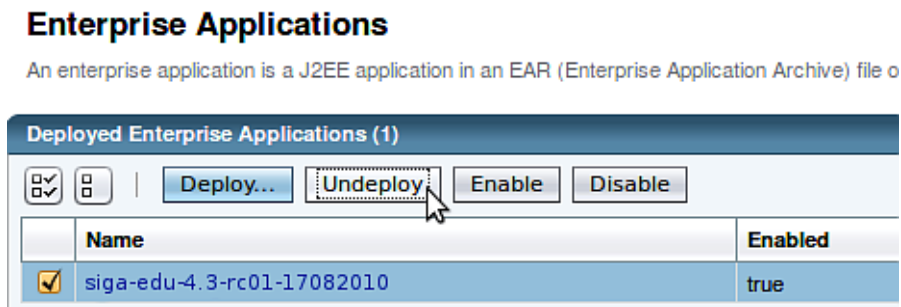 Enterprise Applications
An enterprise application is a J2EE application in an EAR (Enterprise Application Archive) file o
Deployed Enterprise Applications (1)
Deploy... Undeploy Enable Disable
Name Enabled
siga-edu-4.3-rc01-17082010 true